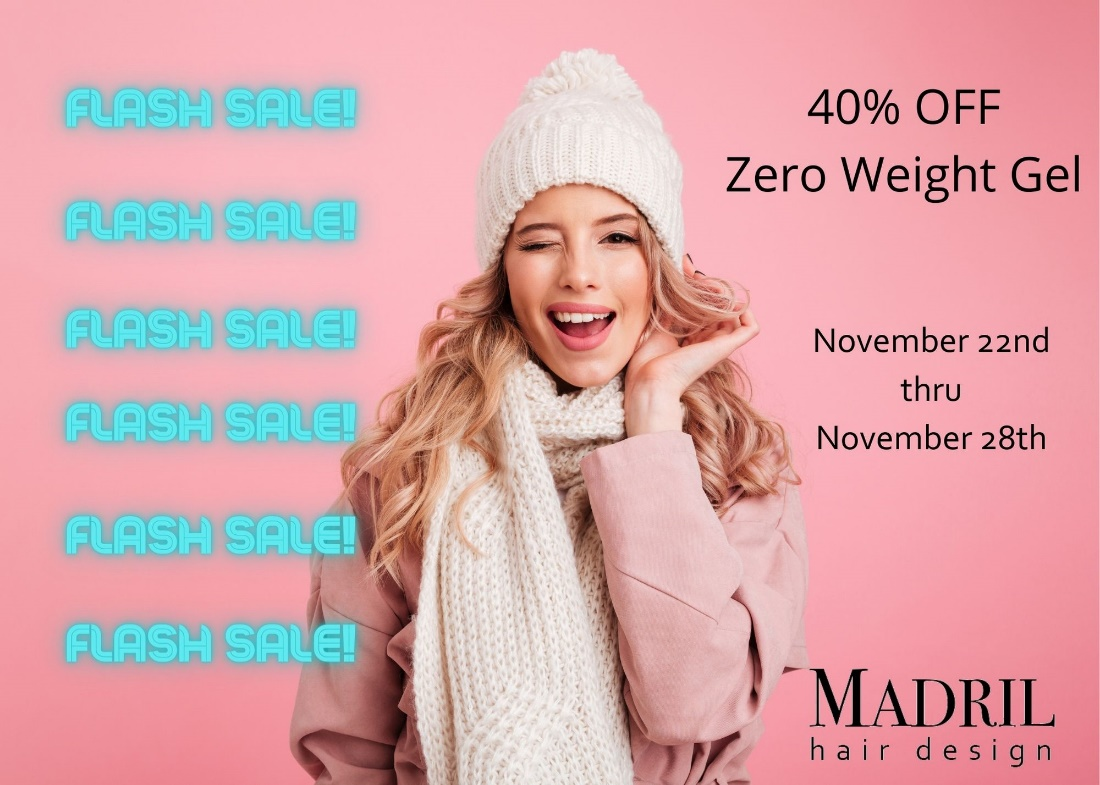 FLASH SALE!
FLASH SALE!
FLASH SALE!
FLASH SALE!
FLASH SALE!
FLASH SALE!
40% OFF
Zero Weight Gel
November 22nd
thru
November 28th
MADRIL
hair design